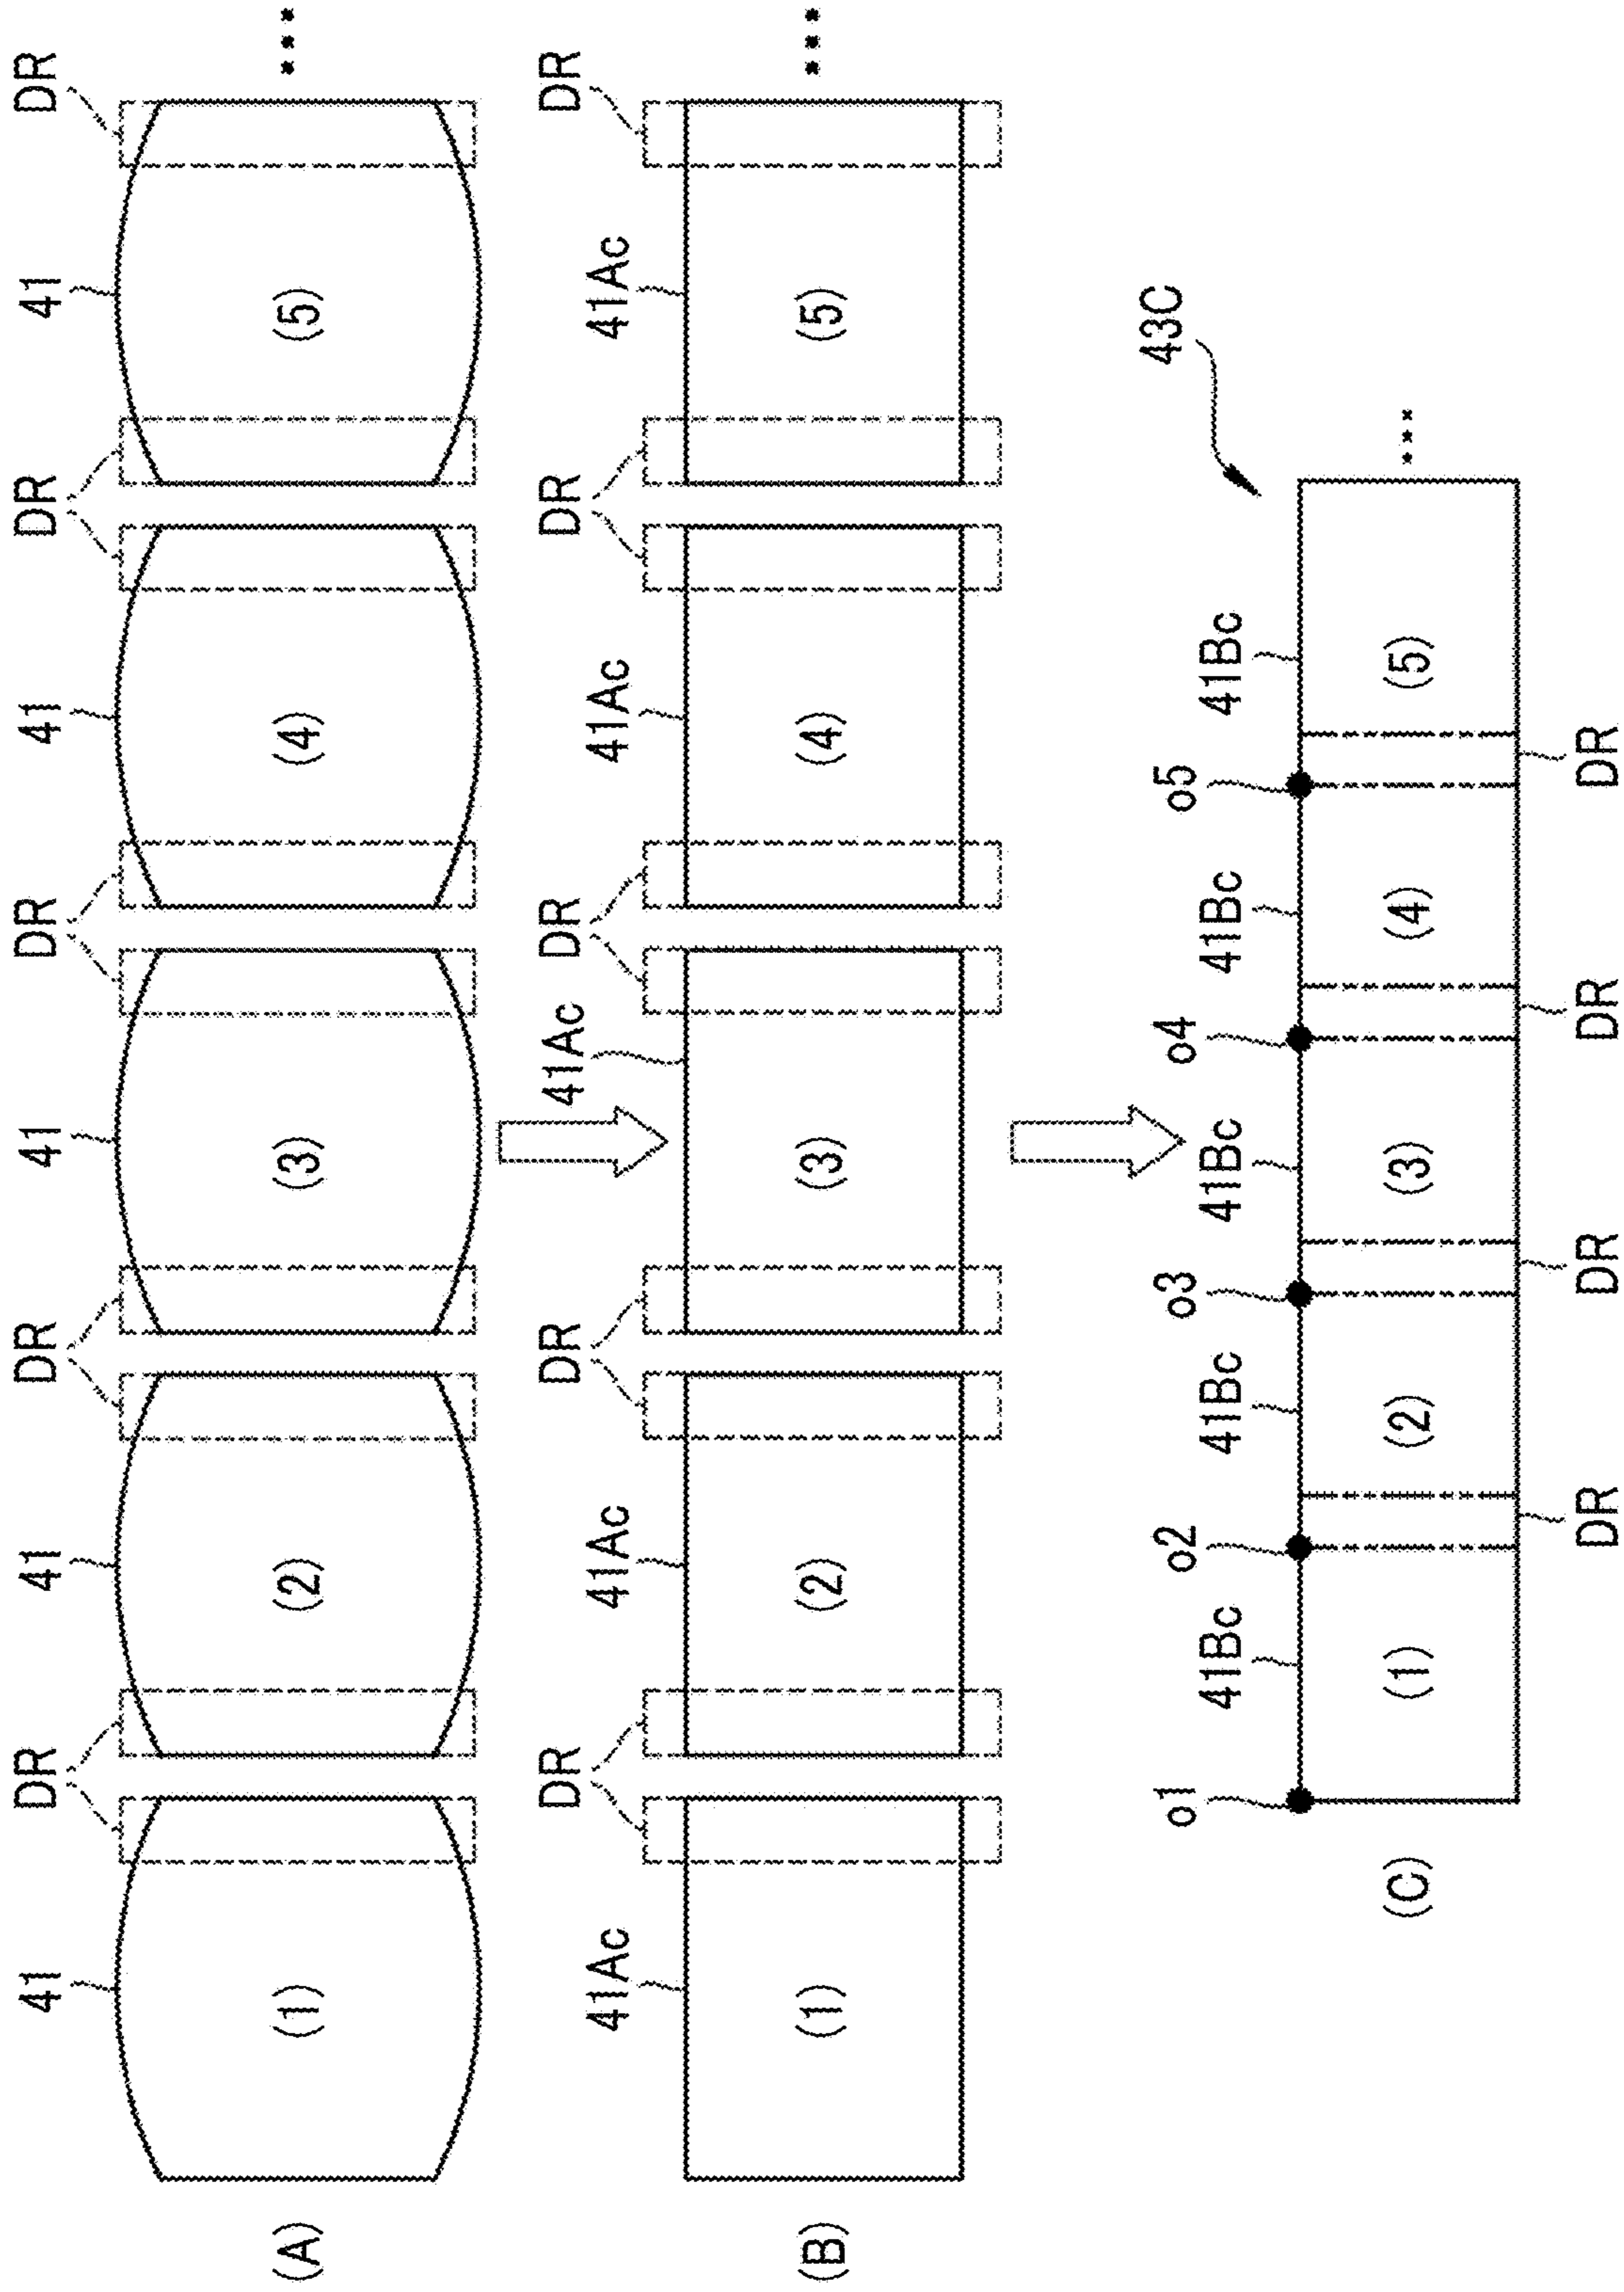 41 DR 41 DR 41 DR 41 DR 41 DR
(A) (1) (2) (3) (4) (5) •••
DR DR 41Ac DR DR DR
41Ac 41Ac 41Ac 41Ac
(B) (1) (2) (3) (4) (5) •••
o1 o2 o3 o4 o5 43C
41Bc 41Bc 41Bc 41Bc 41Bc
(C) (1) (2) (3) (4) (5) •••
DR DR DR DR